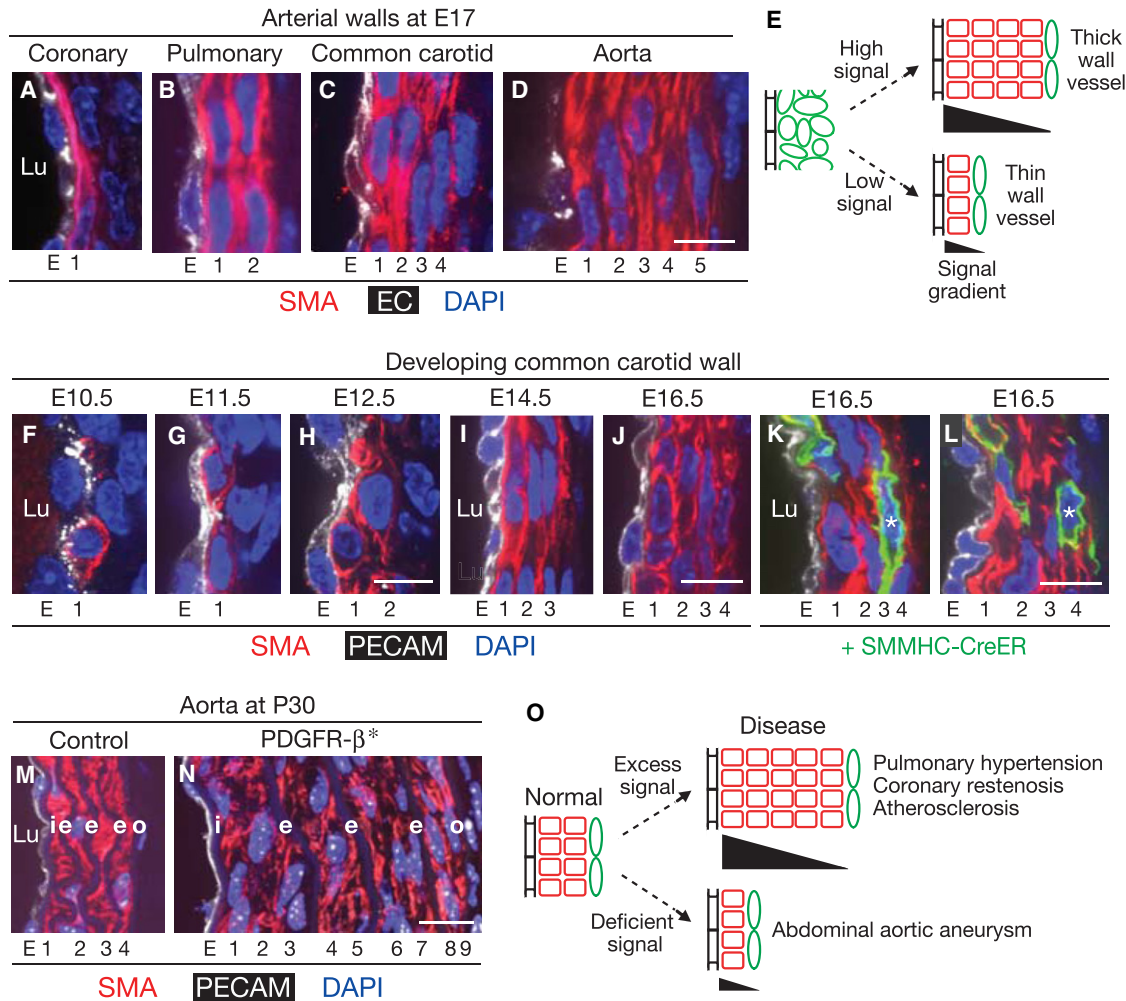 Arterial walls at E17
Coronary Pulmonary Common carotid Aorta
A B C D
Lu
E 1 E 1 2 E 1 2 3 4 E 1 2 3 4 5
SMA EC DAPI
E
High signal
Low signal
Thick wall vessel
Thin wall vessel
Signal gradient
Developing common carotid wall
E10.5 E11.5 E12.5 E14.5 E16.5 E16.5 E16.5
F G H I J K L
Lu Lu Lu
Lu
* *
E 1 E 1 E 1 2 E 1 2 3 E 1 2 3 4 E 1 2 3 4 E 1 2 3 4
SMA PECAM DAPI + SMMHC-CreER
Aorta at P30
Control PDGFR-β*
M N
Lu i e e e o i e e e o
E 1 2 3 4 E 1 2 3 4 5 6 7 8 9
SMA PECAM DAPI
O
Disease
Normal
Excess signal
Deficient signal
Pulmonary hypertension
Coronary restenosis
Atherosclerosis
Abdominal aortic aneurysm